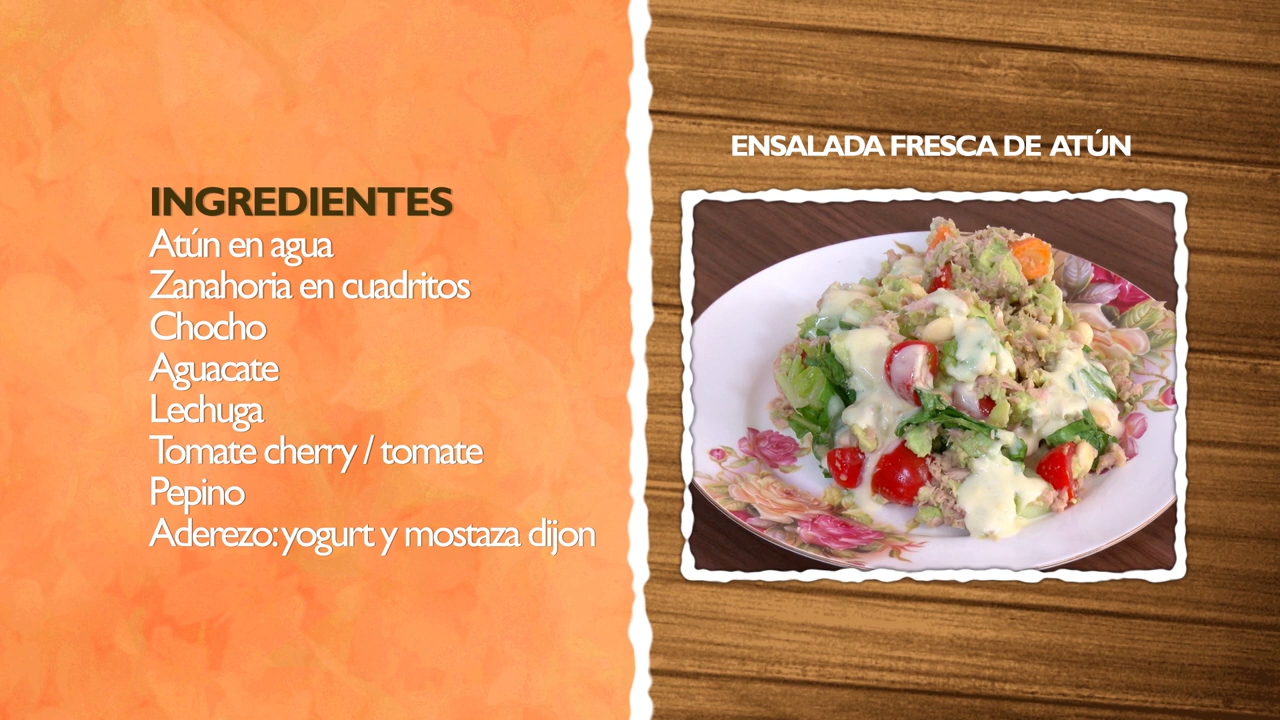 INGREDIENTES
Atún en agua
Zanahoria en cuadritos
Chocho
Aguacate
Lechuga
Tomate cherry / tomate
Pepino
Aderezo: yogurt y mostaza dijon
ENSALADA FRESCA DE ATÚN